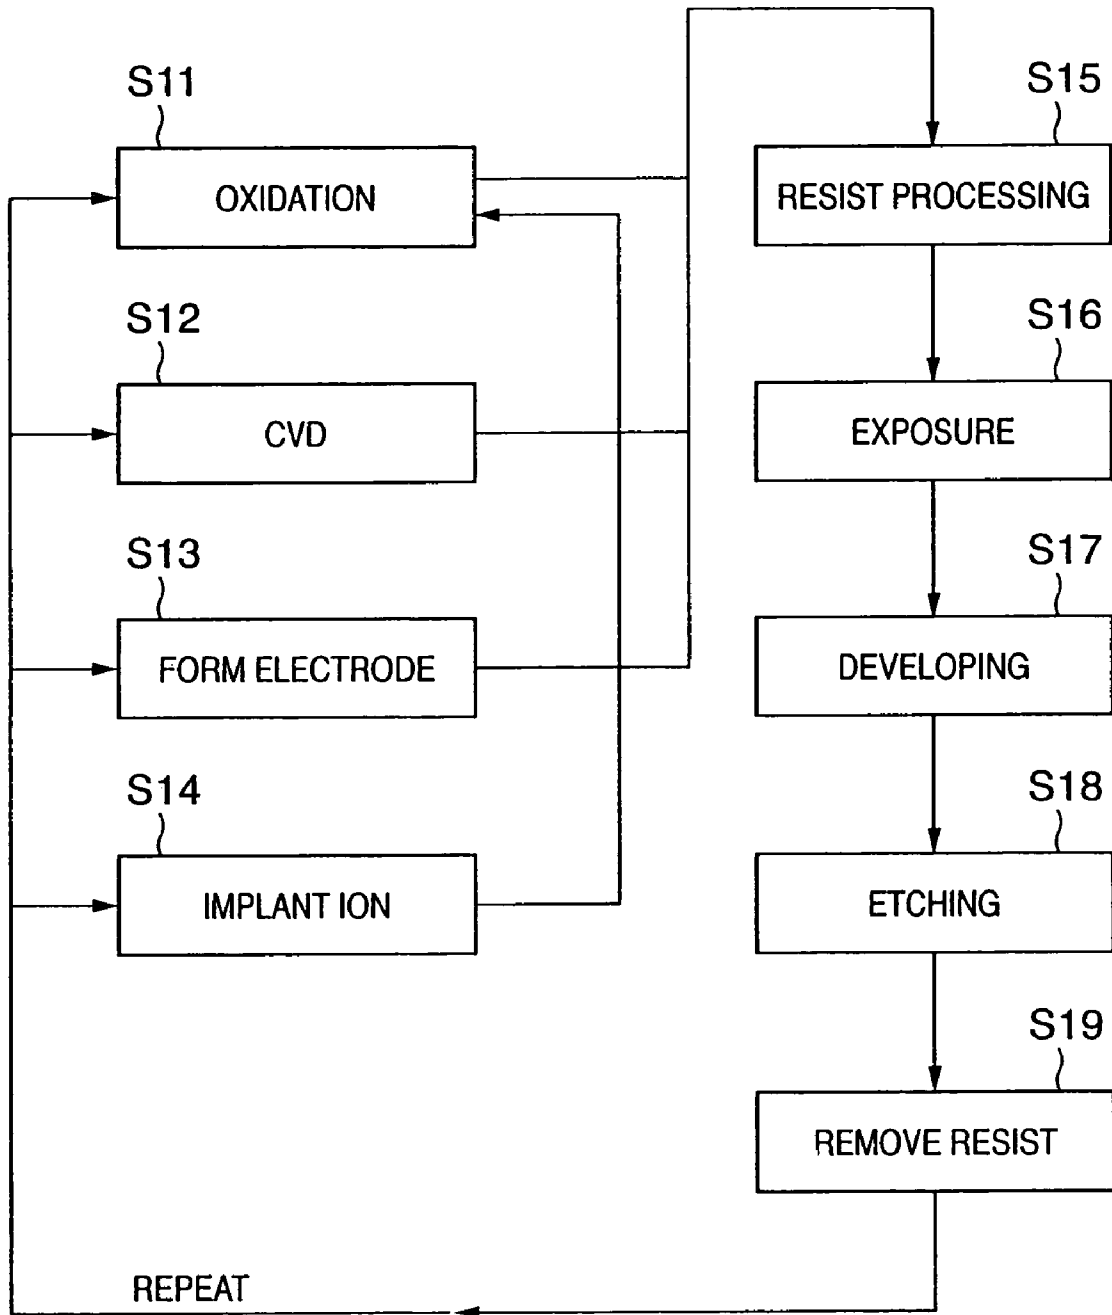 S11
OXIDATION
S12
CVD
S13
FORM ELECTRODE
S14
IMPLANT ION
S15
RESIST PROCESSING
S16
EXPOSURE
S17
DEVELOPING
S18
ETCHING
S19
REMOVE RESIST
REPEAT